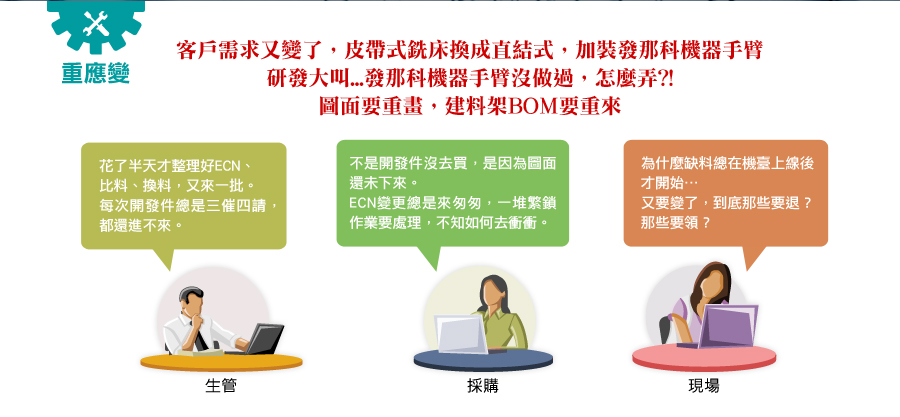 重應變
客戶需求又變了，皮帶式銑床換成直結式，加裝發那科機器手臂
研發大叫...發那科機器手臂沒做過，怎麼弄?!
圖面要重畫，建料架BOM要重來
花了半天才整理好ECN、
比料、換料，又來一批。
每次開發件總是三催四請，
都還進不來。
不是開發件沒去買，是因為圖面
還未下來。
ECN變更總是來匆匆，一堆繁鎖
作業要處理，不知如何去衝衝。
為什麼缺料總在機臺上線後
才開始…
又要變了，到底那些要退？
那些要領？
生管
採購
現場